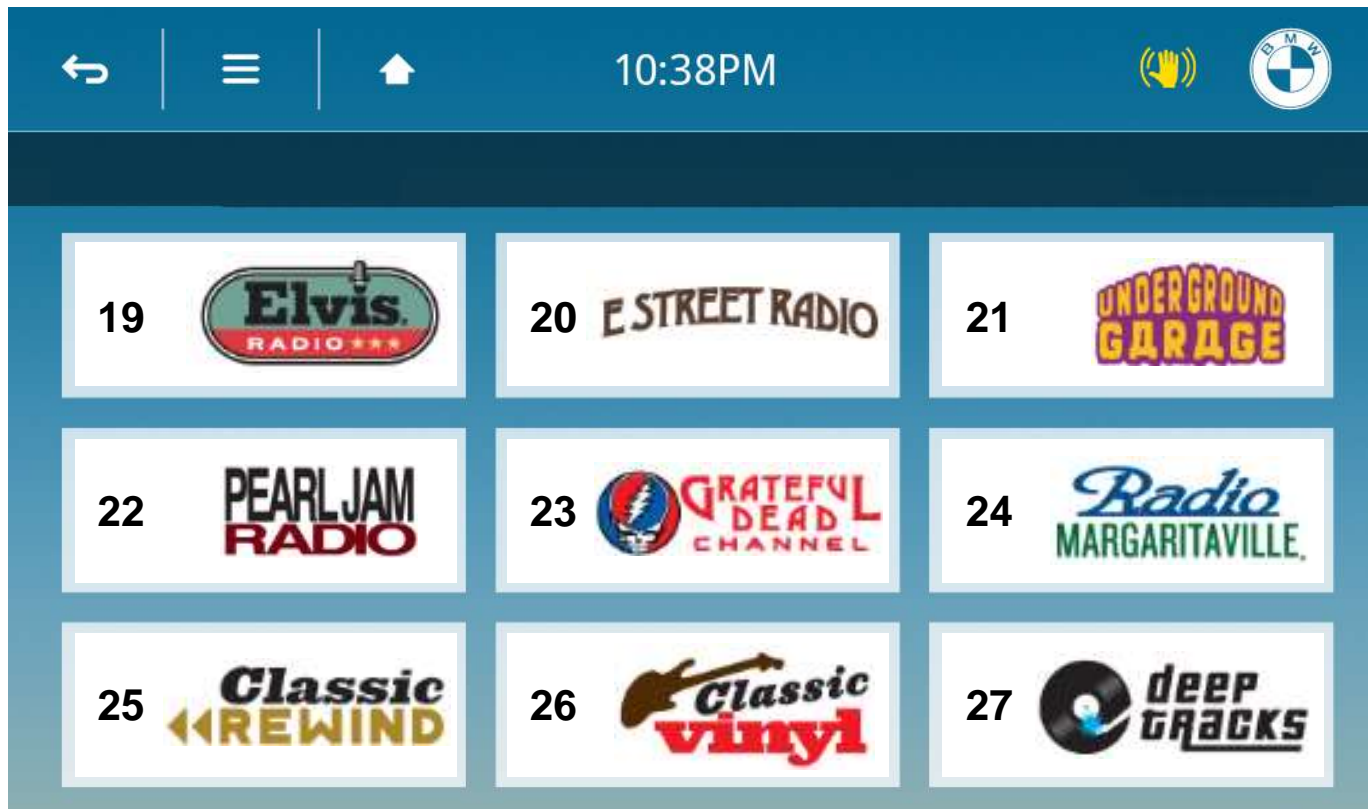 10:38PM
BMW
19
Elvis.
RADIO
20
E STREET RADIO
21
UNDERGROUND
GARAGE
22
PEARL JAM
RADIO
23
GRATEFUL
DEAD
CHANNEL
24
Radio
MARGARITAVILLE
25
Classic
REWIND
26
Classic
vinyl
27
deep
tracks